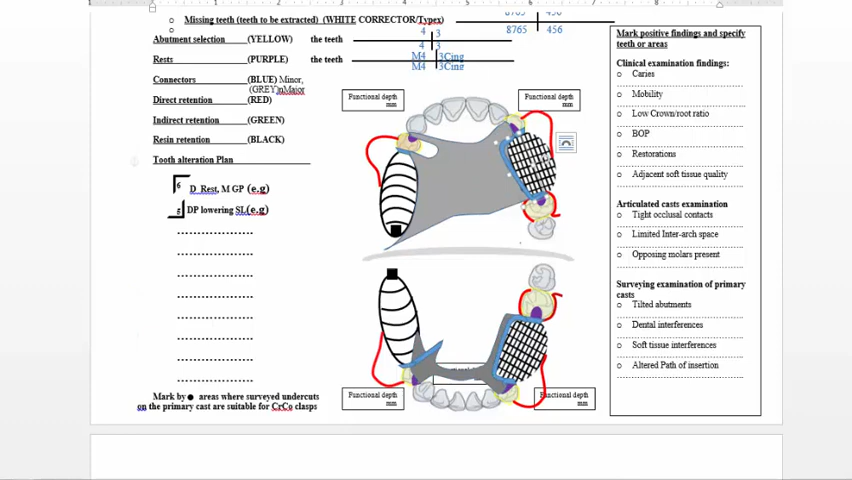 Missing teeth (teeth to be extracted) (WHITE CORRECTOR/Typex)
8765 456
8765 456
Abutment selection (YELLOW) the teeth
4 3
4 3
Rests (PURPLE) the teeth
M4 3Cing
M4 3Cing
Connectors (BLUE) Minor,
(GREY)nMajor
Direct retention (RED)
Indirect retention (GREEN)
Resin retention (BLACK)
Tooth alteration Plan
6 D Rest, M GP (e.g)
5 DP lowering SL(e.g)
Mark by● areas where surveyed undercuts
on the primary cast are suitable for CrCo clasps
Functional depth
mm
Functional depth
mm
Functional depth
mm
Functional depth
mm
Mark positive findings and specify
teeth or areas
Clinical examination findings:
o Caries
o Mobility
o Low Crown/root ratio
o BOP
o Restorations
o Adjacent soft tissue quality
Articulated casts examination
o Tight occlusal contacts
o Limited Inter-arch space
o Opposing molars present
Surveying examination of primary
casts
o Tilted abutments
o Dental interferences
o Soft tissue interferences
o Altered Path of insertion